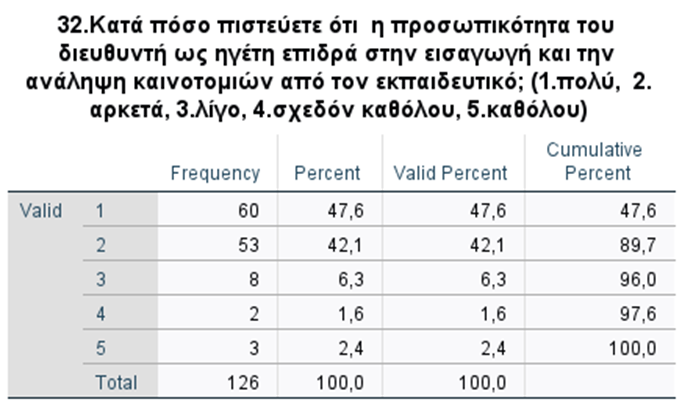 32.Κατά πόσο πιστεύετε ότι η προσωπικότητα του
διευθυντή ως ηγέτη επιδρά στην εισαγωγή και την
ανάληψη καινοτομιών από τον εκπαιδευτικό; (1.πολύ, 2.
αρκετά, 3.λίγο, 4.σχεδόν καθόλου, 5.καθόλου)
Frequency Percent Valid Percent Cumulative Percent
Valid 1 60 47,6 47,6 47,6
2 53 42,1 42,1 89,7
3 8 6,3 6,3 96,0
4 2 1,6 1,6 97,6
5 3 2,4 2,4 100,0
Total 126 100,0 100,0